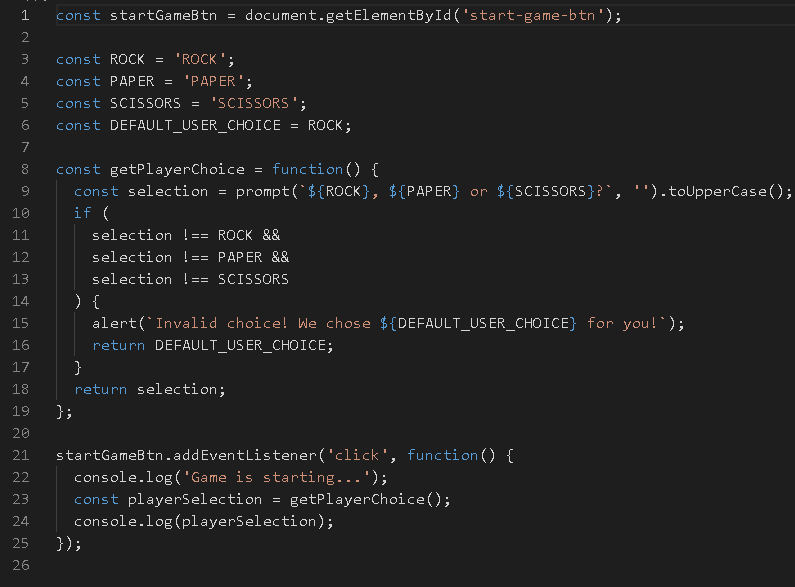 1 const startGameBtn = document.getElementById('start-game-btn');
2
3 const ROCK = 'ROCK';
4 const PAPER = 'PAPER';
5 const SCISSORS = 'SCISSORS';
6 const DEFAULT_USER_CHOICE = ROCK;
7
8 const getPlayerChoice = function() {
9   const selection = prompt(`${ROCK}, ${PAPER} or ${SCISSORS}?`, '').toUpperCase();
10   if (
11     selection !== ROCK &&
12     selection !== PAPER &&
13     selection !== SCISSORS
14   ) {
15     alert(`Invalid choice! We chose ${DEFAULT_USER_CHOICE} for you!`);
16     return DEFAULT_USER_CHOICE;
17   }
18   return selection;
19 };
20
21 startGameBtn.addEventListener('click', function() {
22   console.log('Game is starting...');
23   const playerSelection = getPlayerChoice();
24   console.log(playerSelection);
25 });
26